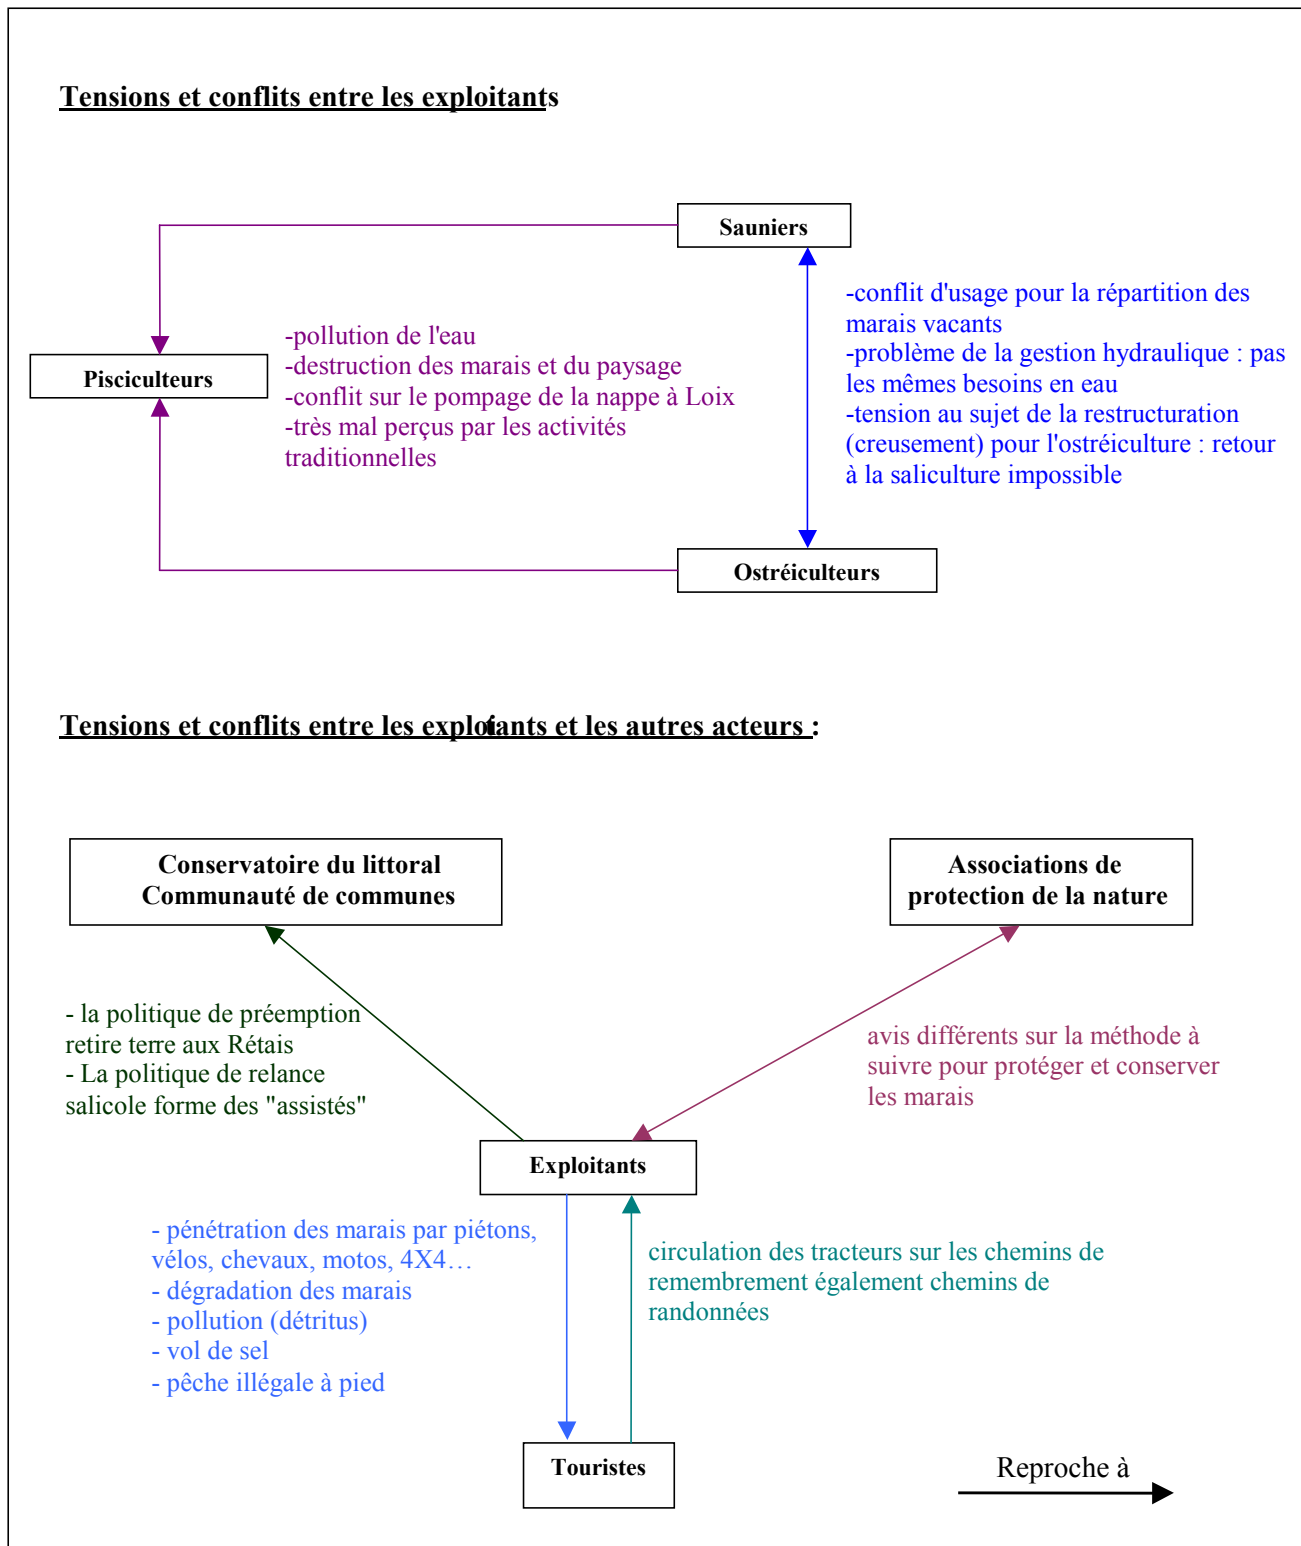 Tensions et conflits entre les exploitants
Sauniers
-conflit d'usage pour la répartition des
marais vacants
-problème de la gestion hydraulique : pas
les mêmes besoins en eau
-tension au sujet de la restructuration
(creusement) pour l'ostréiculture : retour
à la saliculture impossible
-pollution de l'eau
-destruction des marais et du paysage
-conflit sur le pompage de la nappe à Loix
-très mal perçus par les activités
traditionnelles
Pisciculteurs
Ostréiculteurs
Tensions et conflits entre les exploitants et les autres acteurs :
Conservatoire du littoral
Communauté de communes
Associations de
protection de la nature
- la politique de préemption
retire terre aux Rétais
- La politique de relance
salicole forme des "assistés"
avis différents sur la méthode à
suivre pour protéger et conserver
les marais
Exploitants
- pénétration des marais par piétons,
vélos, chevaux, motos, 4X4…
- dégradation des marais
- pollution (détritus)
- vol de sel
- pêche illégale à pied
circulation des tracteurs sur les chemins de
remembrement également chemins de
randonnées
Touristes
Reproche à